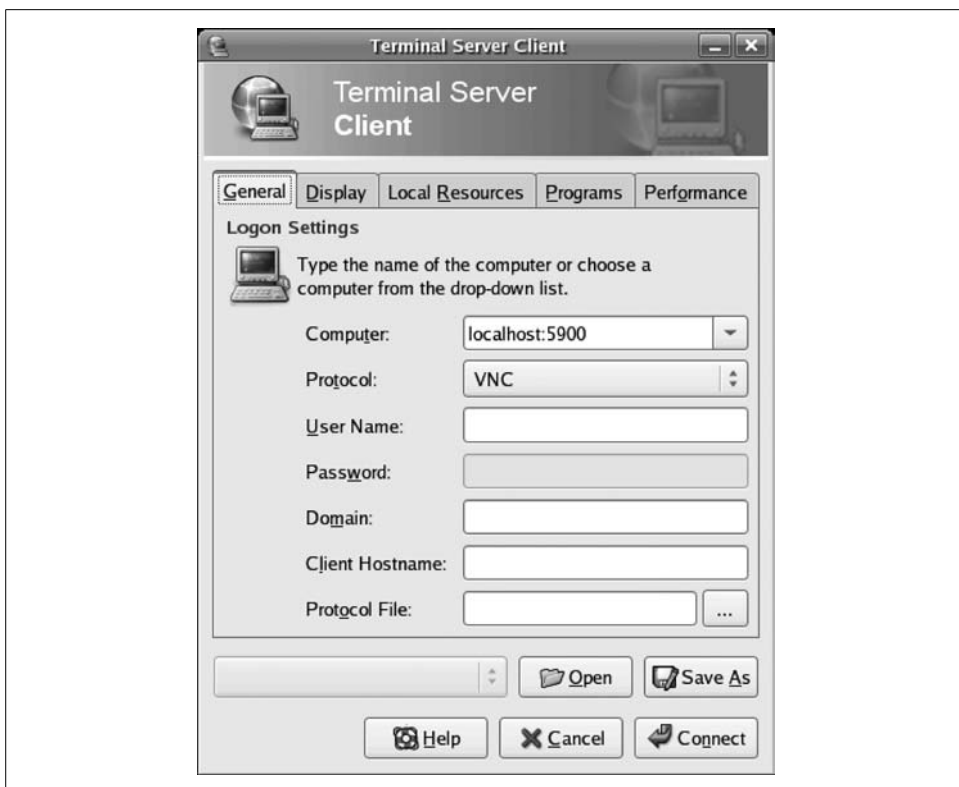 Terminal Server Client
Terminal Server
Client
General Display Local Resources Programs Performance
Logon Settings
Type the name of the computer or choose a
computer from the drop-down list.
Computer: localhost:5900
Protocol: VNC
User Name:
Password:
Domain:
Client Hostname:
Protocol File: ...
Open Save As
Help Cancel Connect